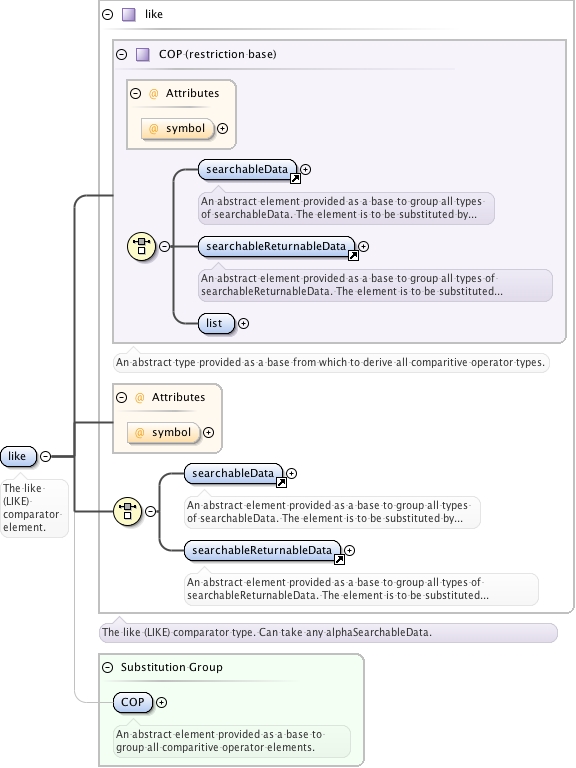 like
COP (restriction base)
@ Attributes
@ symbol
searchableData
An abstract element provided as a base to group all types
of searchableData. The element is to be substituted by...
searchableReturnableData
An abstract element provided as a base to group all types of
searchableReturnableData. The element is to be substituted...
list
An abstract type provided as a base from which to derive all comparitive operator types.
@ Attributes
@ symbol
like
The like
(LIKE)
comparator
element.
searchableData
An abstract element provided as a base to group all types
of searchableData. The element is to be substituted by...
searchableReturnableData
An abstract element provided as a base to group all types of
searchableReturnableData. The element is to be substituted...
The like (LIKE) comparator type. Can take any alphaSearchableData.
Substitution Group
COP
An abstract element provided as a base to
group all comparitive operator elements.